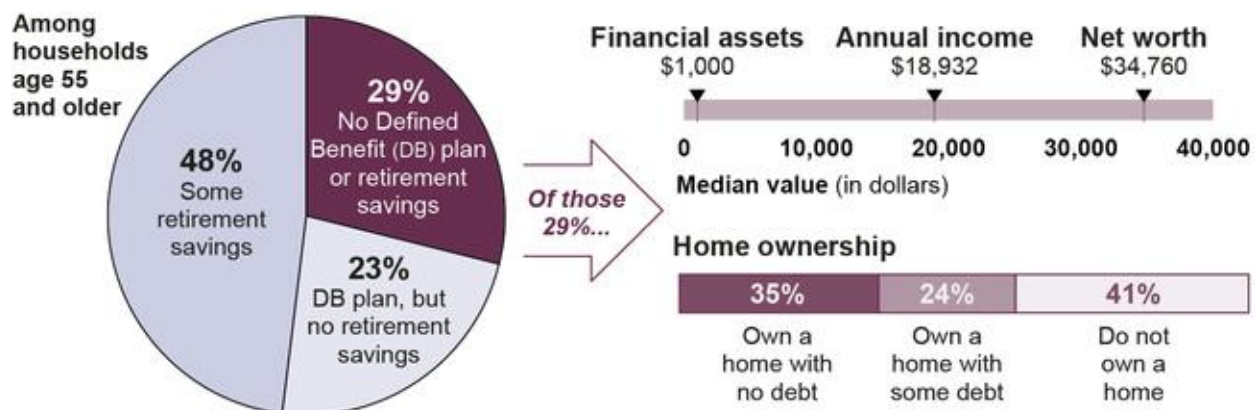 Among
households
age 55
and older
48%
Some
retirement
savings
29%
No Defined
Benefit (DB) plan
or retirement
savings
23%
DB plan, but
no retirement
savings
Of those
29%...
Financial assets Annual income Net worth
$1,000 $18,932 $34,760
0 10,000 20,000 30,000 40,000
Median value (in dollars)
Home ownership
35% 24% 41%
Own a
home with
no debt
Own a
home with
some debt
Do not
own a
home